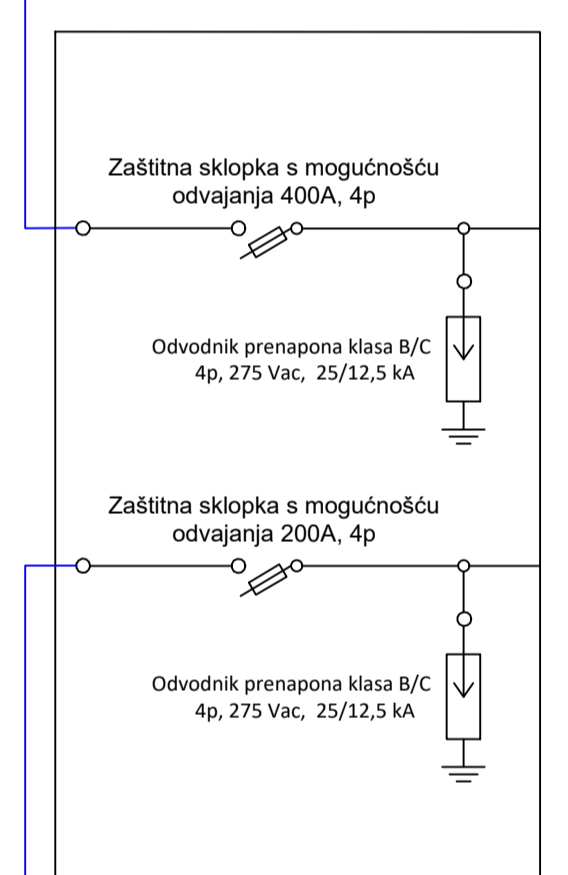 Zaštitna sklopka s mogućnošću
odvajanja 400A, 4p
Odvodnik prenapona klasa B/C
4p, 275 Vac, 25/12,5 kA
Zaštitna sklopka s mogućnošću
odvajanja 200A, 4p
Odvodnik prenapona klasa B/C
4p, 275 Vac, 25/12,5 kA